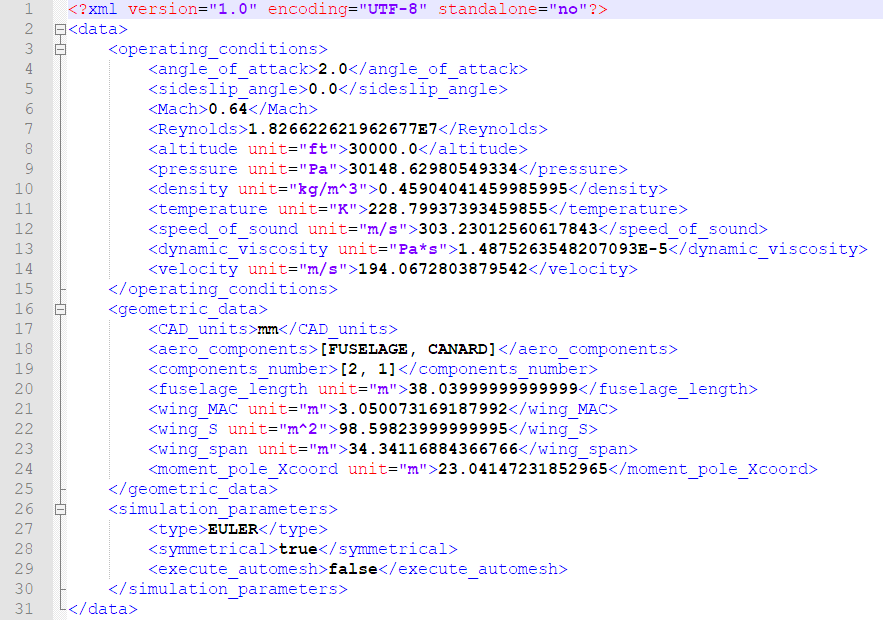 1 <?xml version="1.0" encoding="UTF-8" standalone="no"?>
2 <data>
3 <operating_conditions>
4 <angle_of_attack>2.0</angle_of_attack>
5 <sideslip_angle>0.0</sideslip_angle>
6 <Mach>0.64</Mach>
7 <Reynolds>1.826622621962677E7</Reynolds>
8 <altitude unit="ft">30000.0</altitude>
9 <pressure unit="Pa">30148.62980549334</pressure>
10 <density unit="kg/m^3">0.45904041459985995</density>
11 <temperature unit="K">228.79937393459855</temperature>
12 <speed_of_sound unit="m/s">303.23012560617843</speed_of_sound>
13 <dynamic_viscosity unit="Pa*s">1.4875263548207093E-5</dynamic_viscosity>
14 <velocity unit="m/s">194.0672803879542</velocity>
15 </operating_conditions>
16 <geometric_data>
17 <CAD_units>mm</CAD_units>
18 <aero_components>[FUSELAGE, CANARD]</aero_components>
19 <components_number>[2, 1]</components_number>
20 <fuselage_length unit="m">38.03999999999999</fuselage_length>
21 <wing_MAC unit="m">3.050073169187992</wing_MAC>
22 <wing_S unit="m^2">98.59823999999995</wing_S>
23 <wing_span unit="m">34.34116884366766</wing_span>
24 <moment_pole_Xcoord unit="m">23.04147231852965</moment_pole_Xcoord>
25 </geometric_data>
26 <simulation_parameters>
27 <type>EULER</type>
28 <symmetrical>true</symmetrical>
29 <execute_automesh>false</execute_automesh>
30 </simulation_parameters>
31 </data>